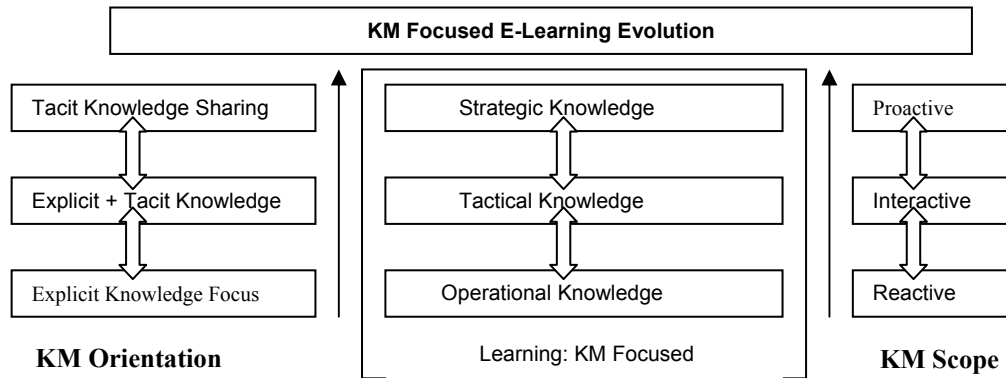 KM Focused E-Learning Evolution
Tacit Knowledge Sharing
Strategic Knowledge
Proactive
Explicit + Tacit Knowledge
Tactical Knowledge
Interactive
Explicit Knowledge Focus
Operational Knowledge
Reactive
KM Orientation
Learning: KM Focused
KM Scope